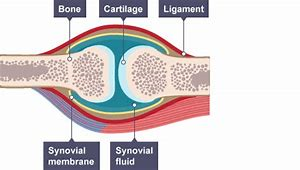 Bone
Cartilage
Ligament
Synovial
membrane
Synovial
fluid